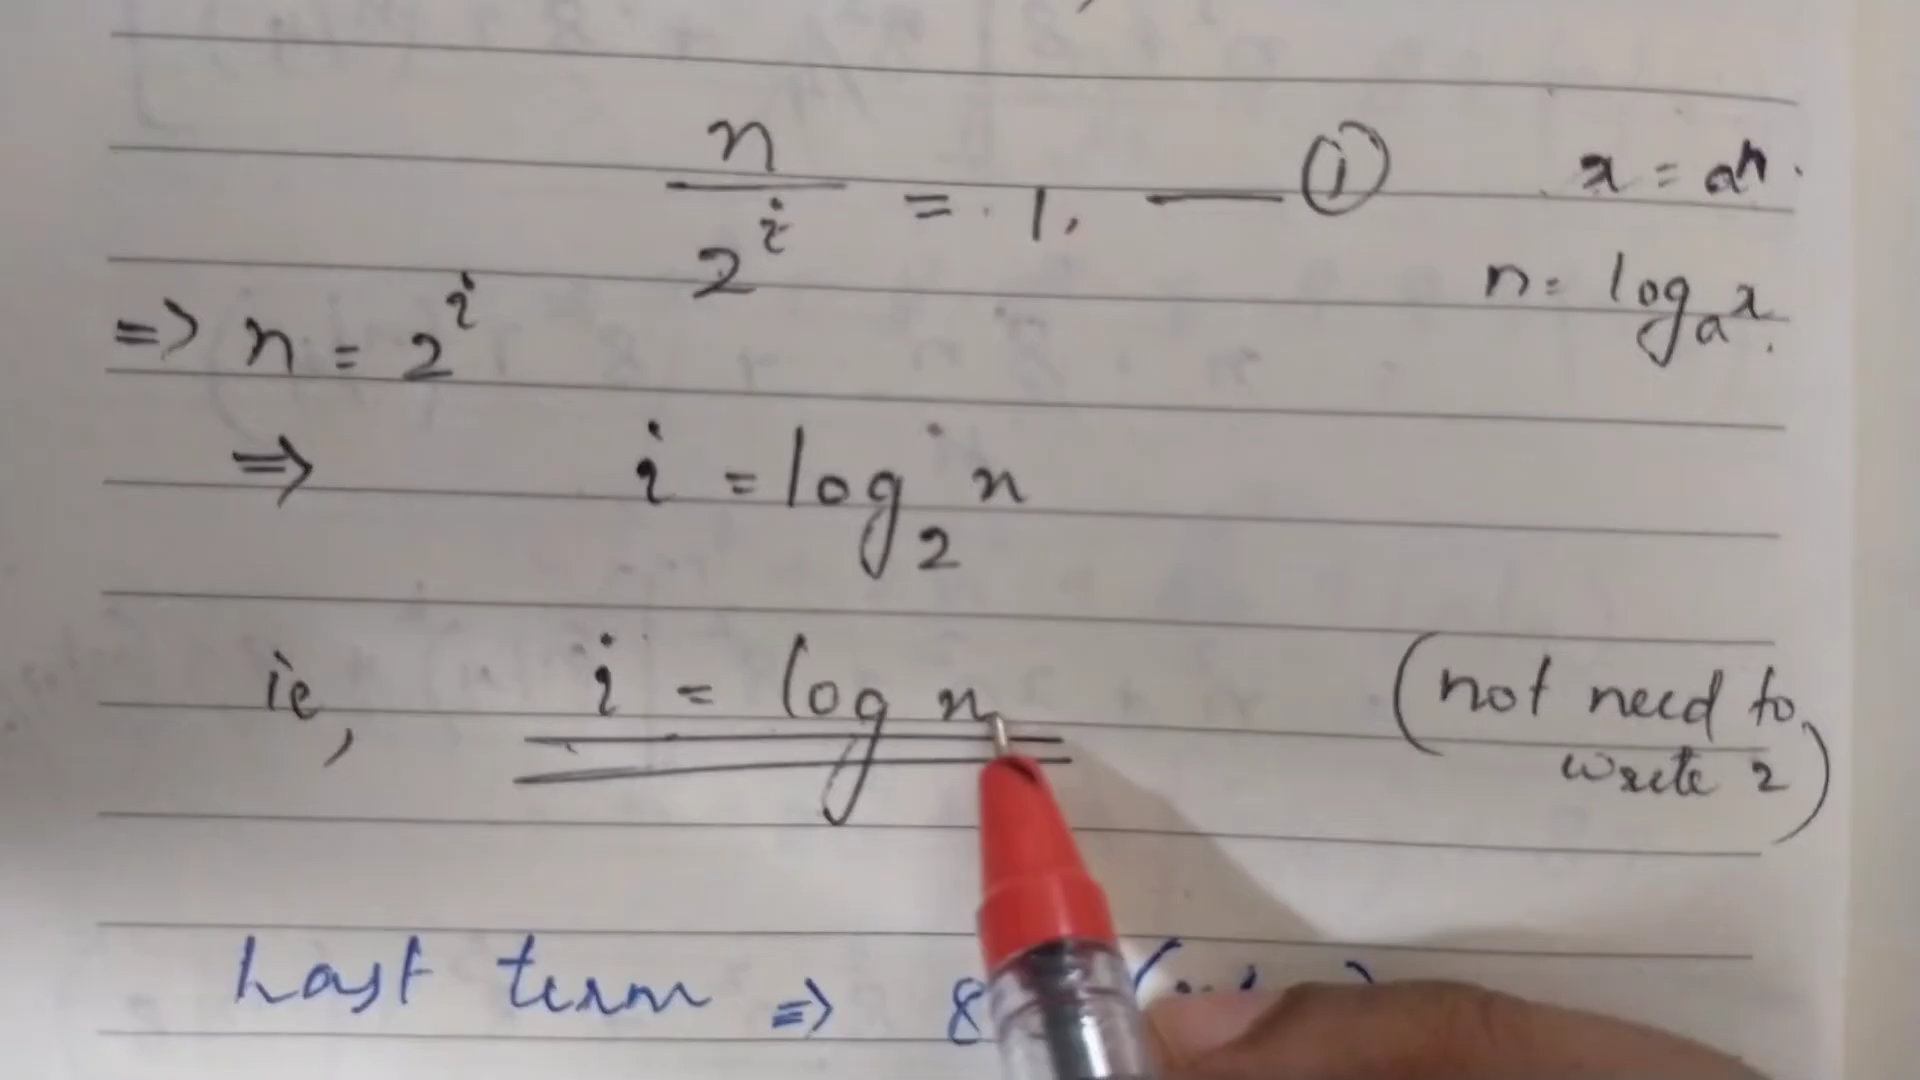 n/2^i = 1, — ①
x = a^n.
n = log_a x.
=> n = 2^i
=> i = log_2 n
ie, i = log n
(not need to write 2)
Last term => 8